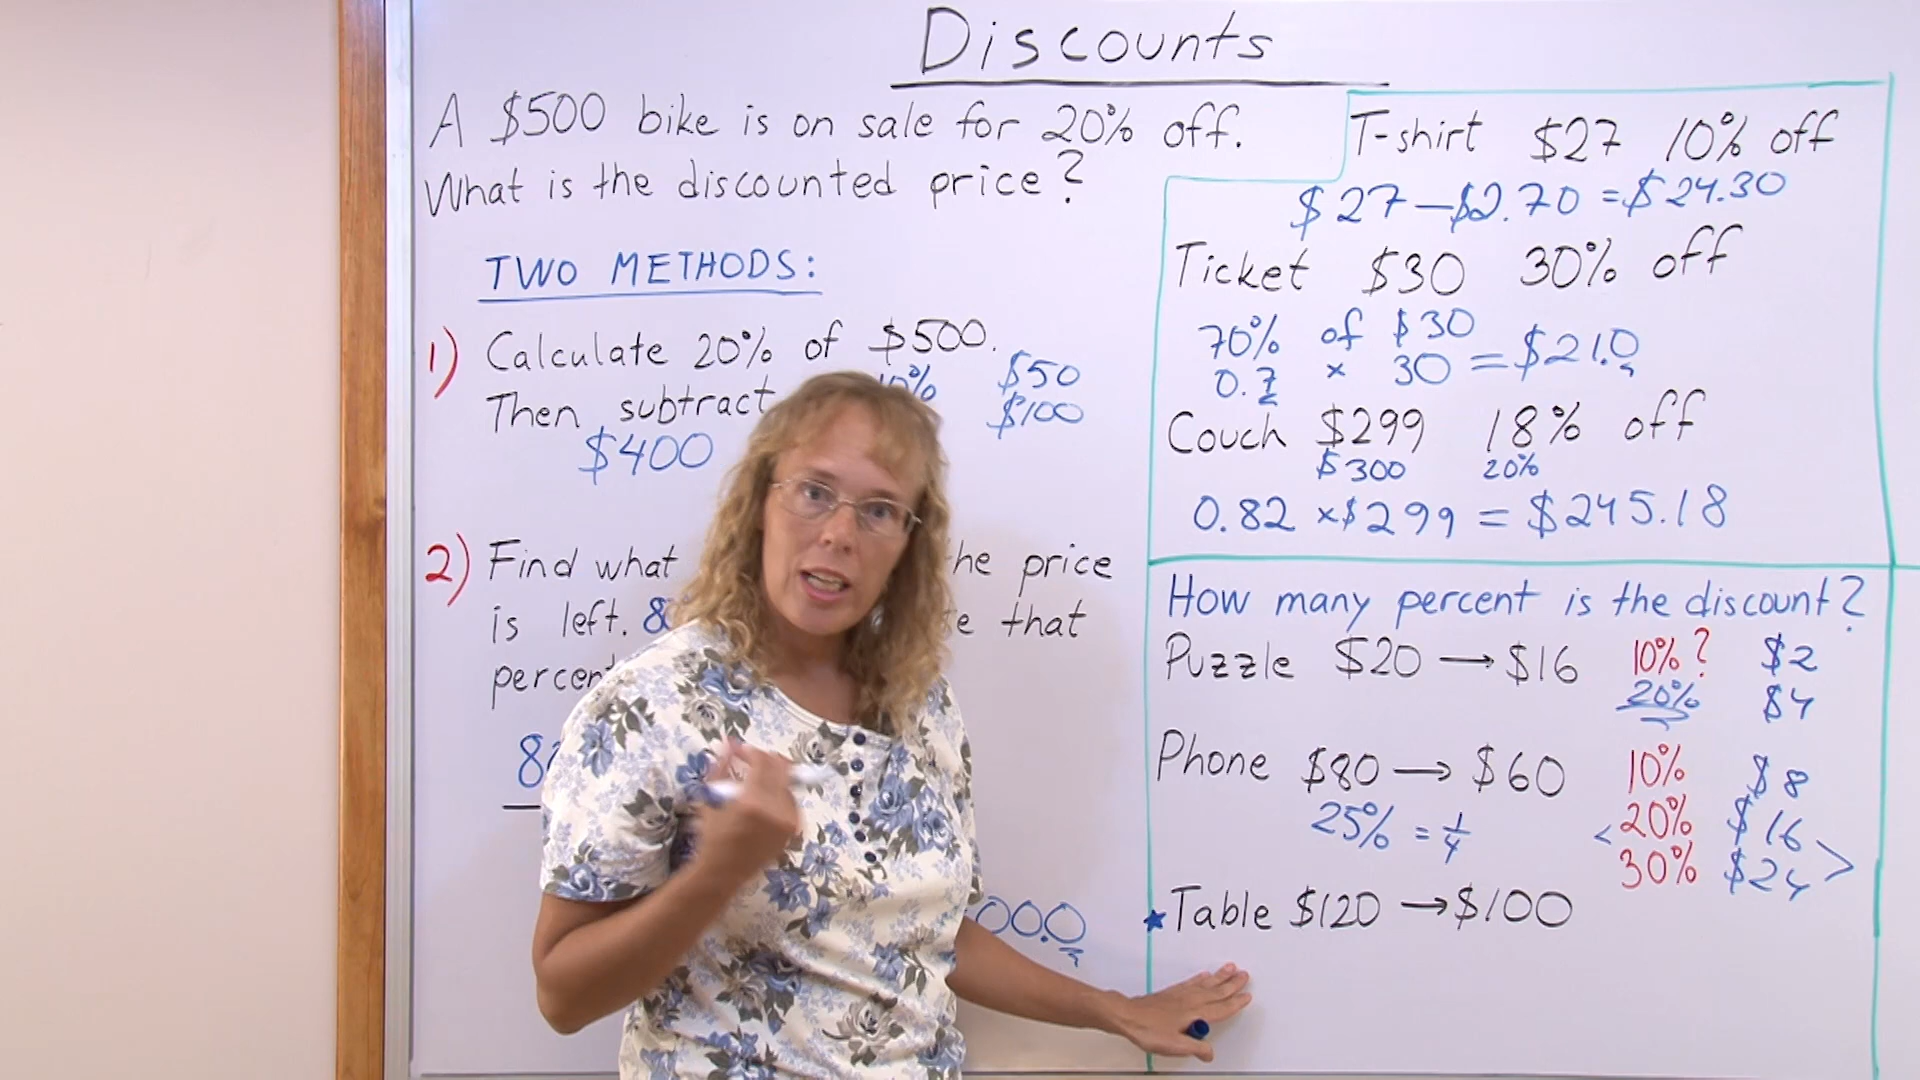 Discounts
A $500 bike is on sale for 20% off.
What is the discounted price?
TWO METHODS:
1) Calculate 20% of $500.
Then subtract 10% $50
$100
$400
2) Find what the price
is left. that
000.0
T-shirt $27 10% off
$27 — $2.70 = $24.30
Ticket $30 30% off
70% of $30
0.7 × 30 = $21.0
Couch $299 18% off
$300 20%
0.82 × $299 = $245.18
How many percent is the discount?
Puzzle $20 → $16 10%? $2
20% $4
Phone $80 → $60 10% $8
25% = 1/4 < 20% $16 >
30% $24
★ Table $120 → $100